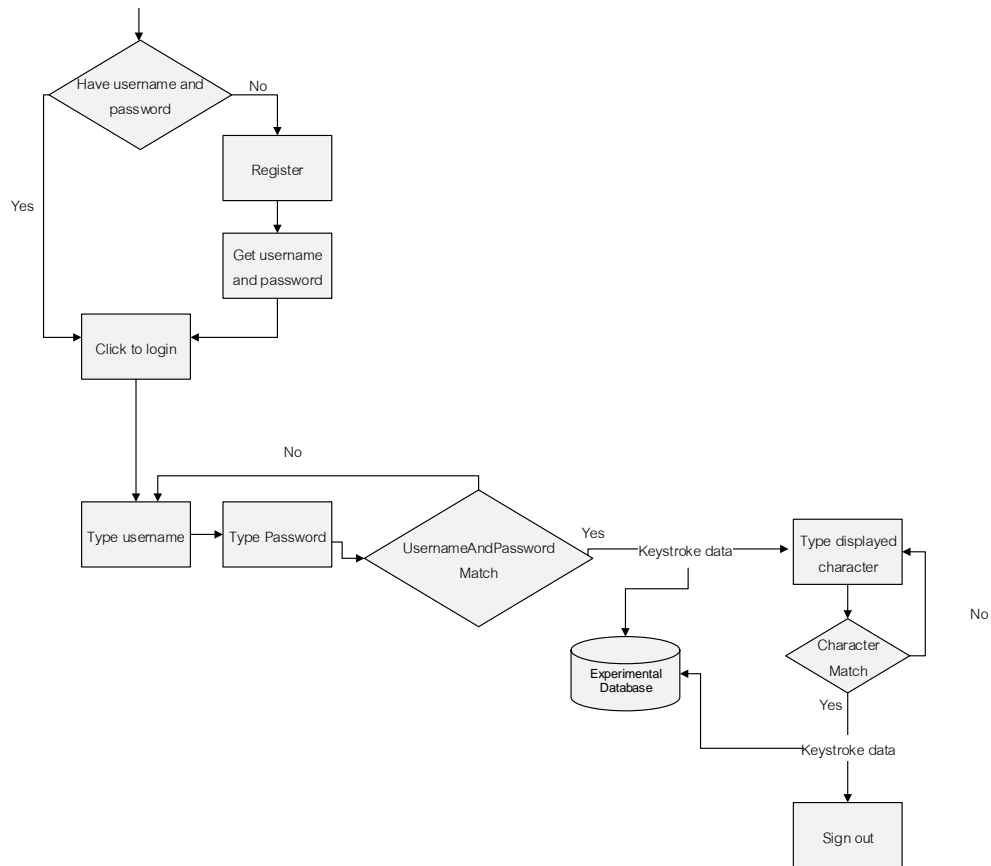 Have username and
password
No
Register
Yes
Get username
and password
Click to login
No
Type username
Type Password
UsernameAndPassword
Match
Yes
Keystroke data
Type displayed
character
No
Character
Match
Experimental
Database
Yes
Keystroke data
Sign out